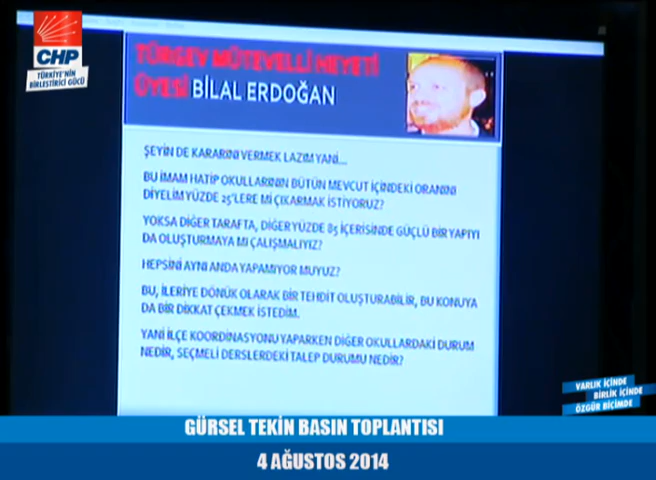 CHP
TÜRKİYE'NİN
BİRLEŞTİRİCİ GÜCÜ
TÜRGEV MÜTEVELLİ HEYETİ
ÜYESİ BİLAL ERDOĞAN
ŞEYİN DE KARARINI VERMEK LAZIM YANİ...
BU İMAM HATİP OKULLARININ BÜTÜN MEVCUT İÇİNDEKİ ORANINI
DİYELİM YÜZDE 25'LERE Mİ ÇIKARMAK İSTİYORUZ?
YOKSA DİĞER TARAFTA, DİĞER YÜZDE 85 İÇERİSİNDE GÜÇLÜ BİR YAPIYI
DA OLUŞTURMAYA MI ÇALIŞMALIYIZ?
HEPSİNİ AYNI ANDA YAPAMIYOR MUYUZ?
BU, İLERİYE DÖNÜK OLARAK BİR TEHDİT OLUŞTURABİLİR, BU KONUYA
DA BİR DİKKAT ÇEKMEK İSTEDİM.
YANİ İLÇE KOORDİNASYONU YAPARKEN DİĞER OKULLARDAKİ DURUM
NEDİR, SEÇMELİ DERSLERDEKİ TALEP DURUMU NEDİR?
VARLIK İÇİNDE
BİRLİK İÇİNDE
ÖZGÜR BİÇİMDE
GÜRSEL TEKİN BASIN TOPLANTISI
4 AĞUSTOS 2014